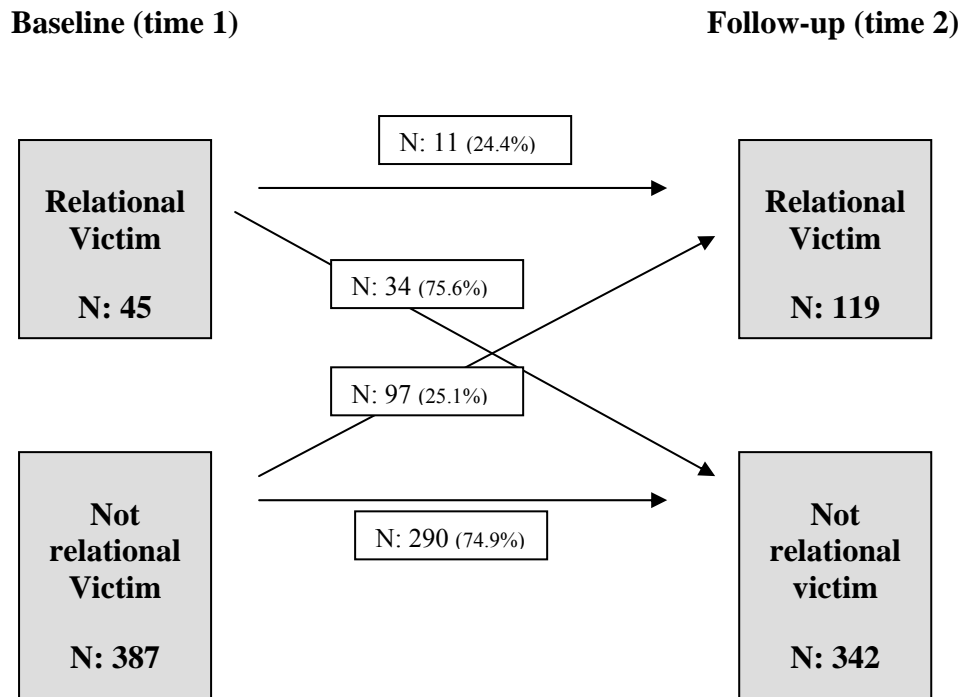 Baseline (time 1)
Follow-up (time 2)
N: 11 (24.4%)
Relational
Victim
N: 45
Relational
Victim
N: 119
N: 34 (75.6%)
N: 97 (25.1%)
Not
relational
Victim
N: 387
N: 290 (74.9%)
Not
relational
victim
N: 342